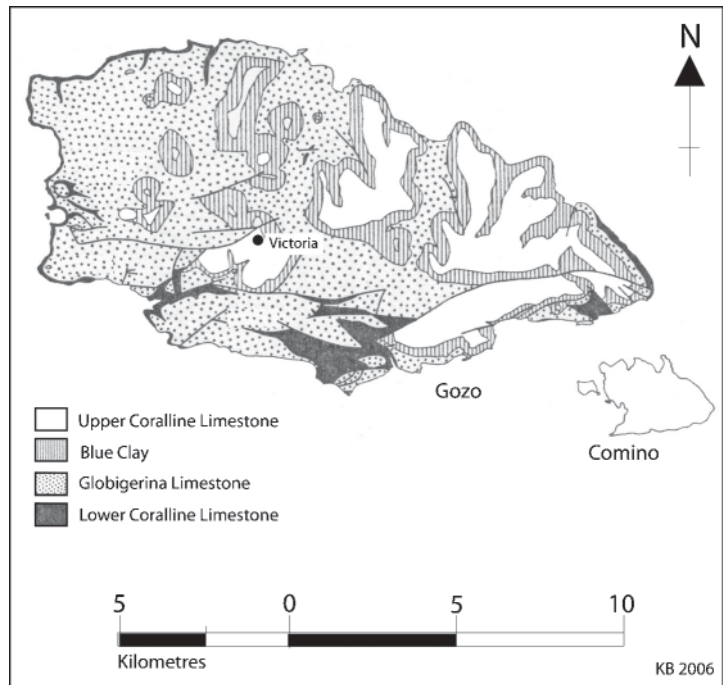 N
Victoria
Gozo
Comino
Upper Coralline Limestone
Blue Clay
Globigerina Limestone
Lower Coralline Limestone
5 0 5 10
Kilometres
KB 2006